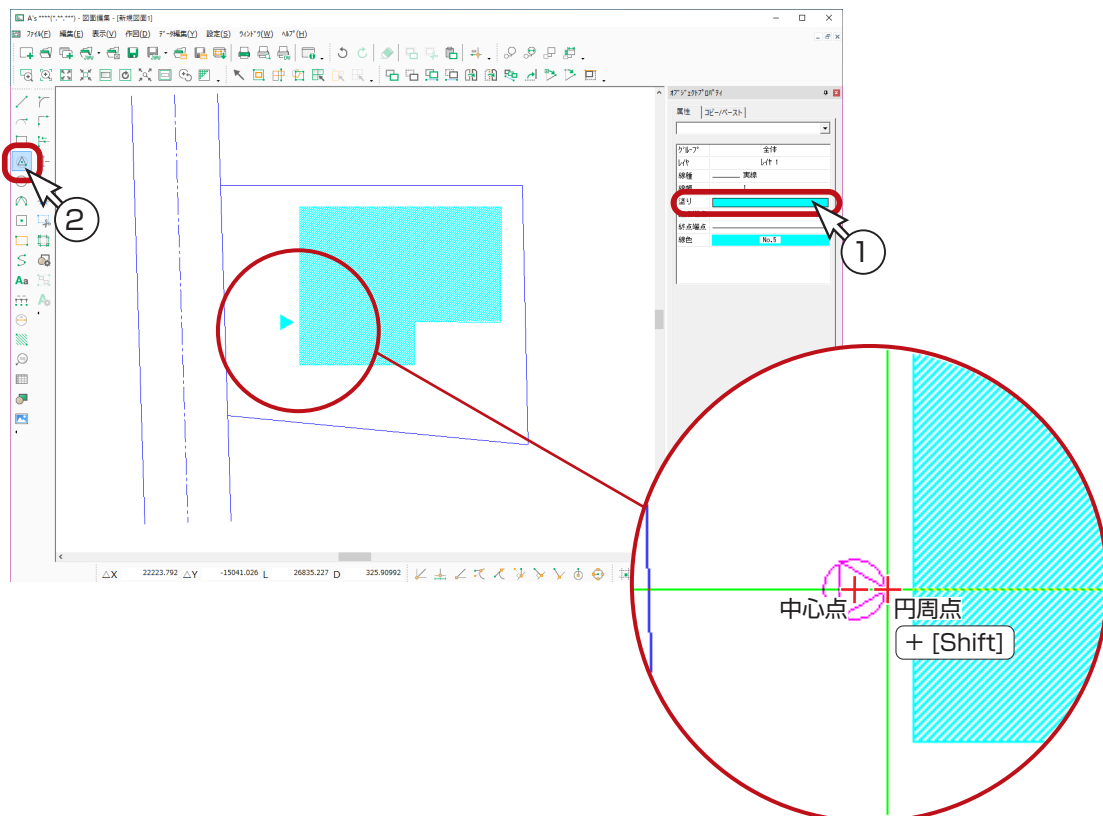 A's ****(*.**.***) - 図面編集 - [新規図面1]
ファイル(F) 編集(E) 表示(V) 作図(D) データ編集(Y) 設定(S) ウィンドウ(W) ヘルプ(H)
オブジェクトプロパティ
属性 コピー/ペースト
グループ 全体
レイヤ レイヤ 1
線種 実線
線幅 1
塗り
終点端点
線色 No.5
Aa
①
②
△X 22223.792 △Y -15041.026 L 26835.227 D 325.90992
中心点 円周点
+ [Shift]